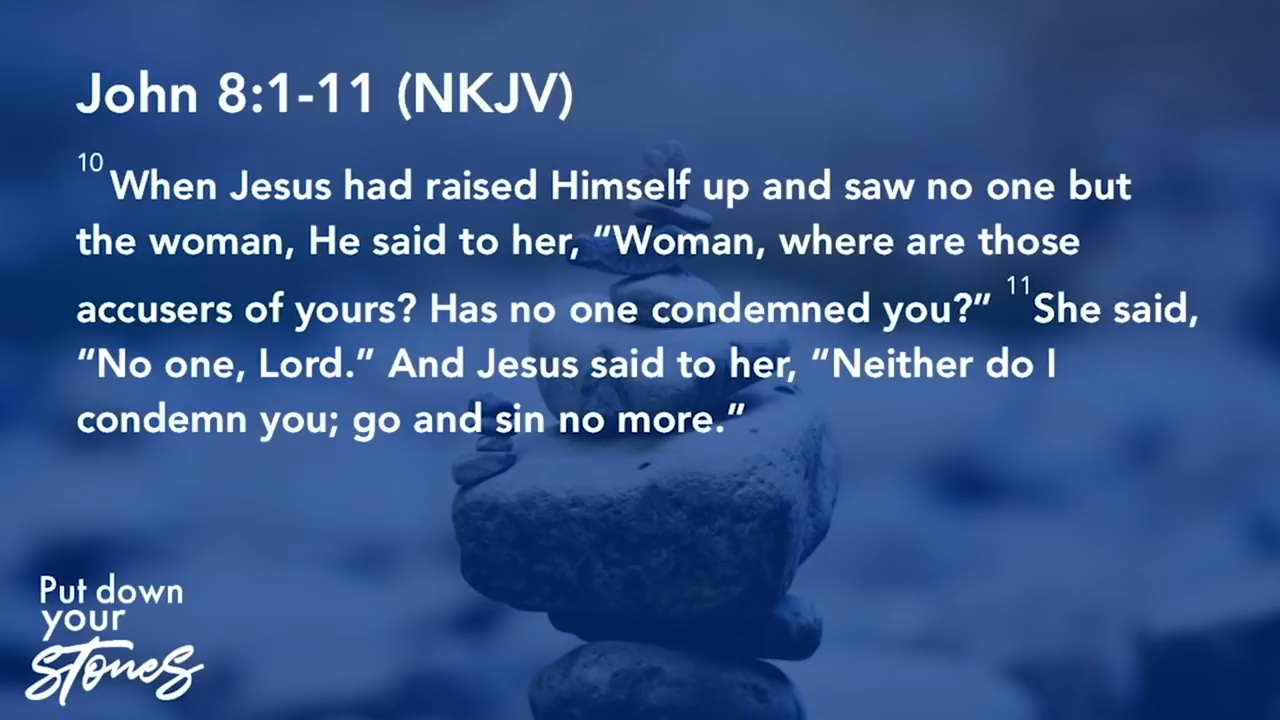 John 8:1-11 (NKJV)
10 When Jesus had raised Himself up and saw no one but
the woman, He said to her, “Woman, where are those
accusers of yours? Has no one condemned you?” 11 She said,
“No one, Lord.” And Jesus said to her, “Neither do I
condemn you; go and sin no more.”
Put down
your
Stones